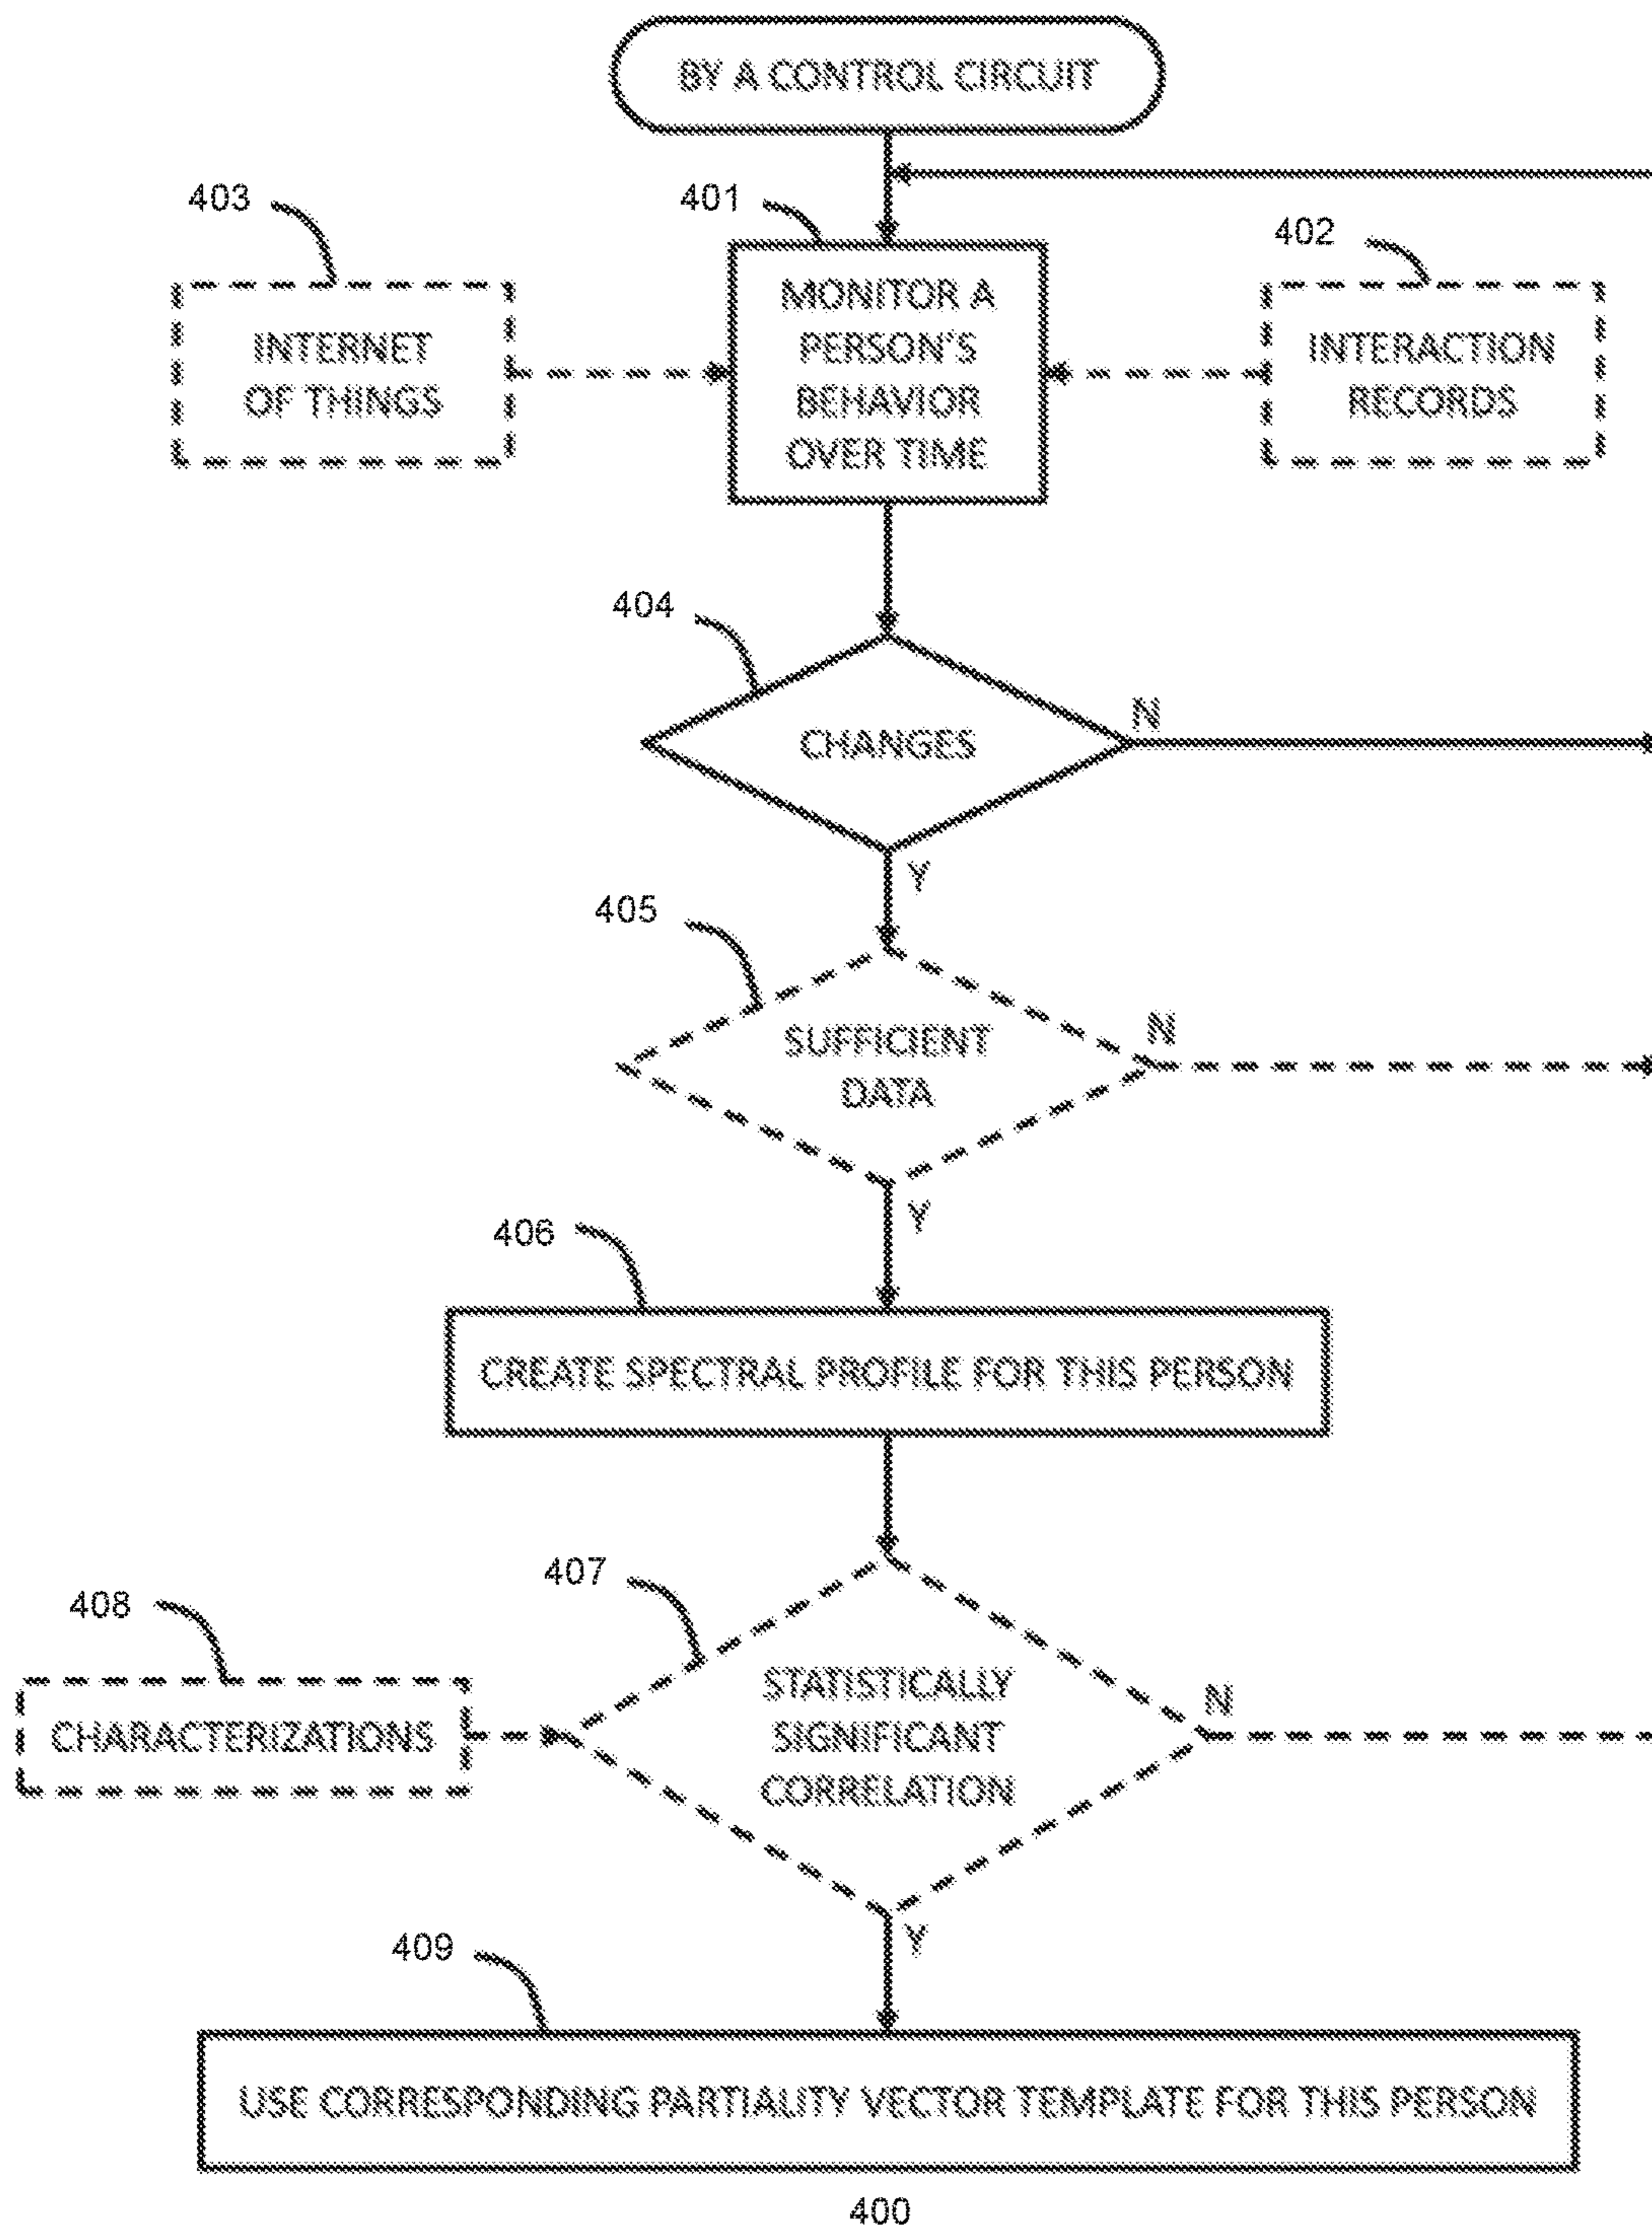 BY A CONTROL CIRCUIT
403
401
402
MONITOR A
PERSON'S
BEHAVIOR
OVER TIME
INTERNET
OF THINGS
INTERACTION
RECORDS
404
CHANGES
N
Y
405
SUFFICIENT
DATA
N
Y
406
CREATE SPECTRAL PROFILE FOR THIS PERSON
407
408
CHARACTERIZATIONS
STATISTICALLY
SIGNIFICANT
CORRELATION
N
Y
409
USE CORRESPONDING PARTIALITY VECTOR TEMPLATE FOR THIS PERSON
400